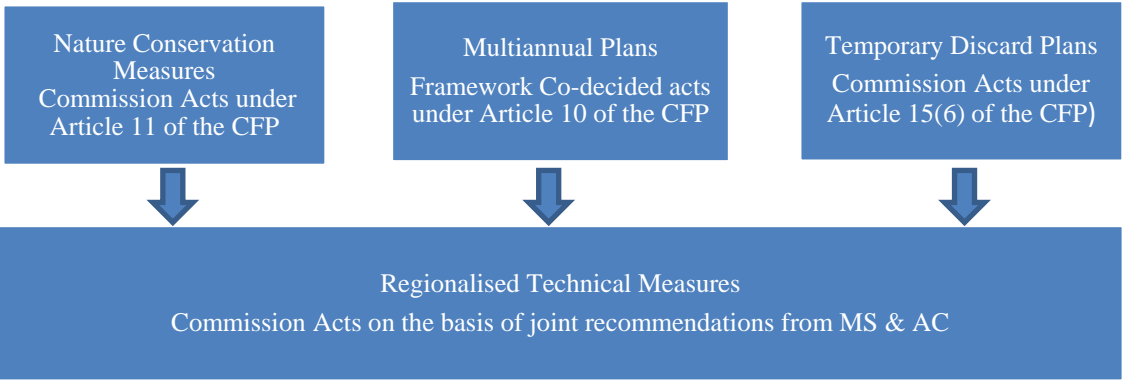 Nature Conservation
Measures
Commission Acts under
Article 11 of the CFP
Multiannual Plans
Framework Co-decided acts
under Article 10 of the CFP
Temporary Discard Plans
Commission Acts under
Article 15(6) of the CFP)
Regionalised Technical Measures
Commission Acts on the basis of joint recommendations from MS & AC